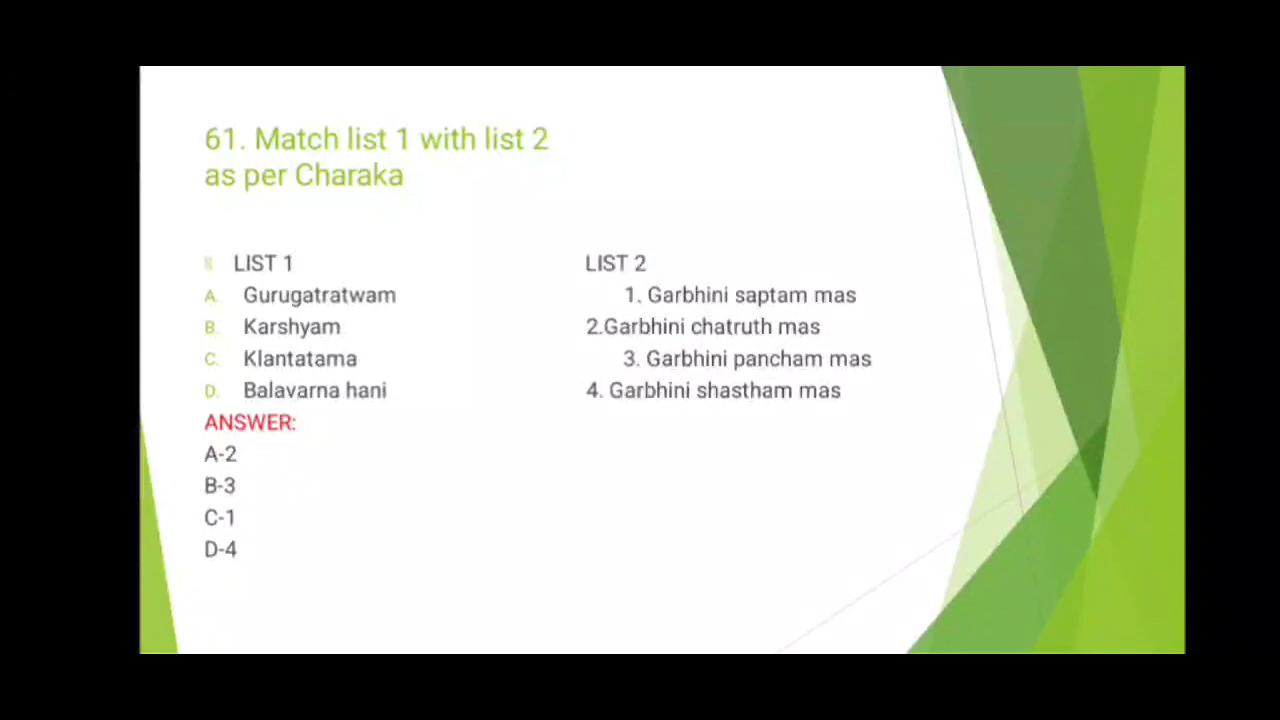 61. Match list 1 with list 2
as per Charaka
LIST 1 LIST 2
A. Gurugatratwam 1. Garbhini saptam mas
B. Karshyam 2.Garbhini chatruth mas
C. Klantatama 3. Garbhini pancham mas
D. Balavarna hani 4. Garbhini shastham mas
ANSWER:
A-2
B-3
C-1
D-4